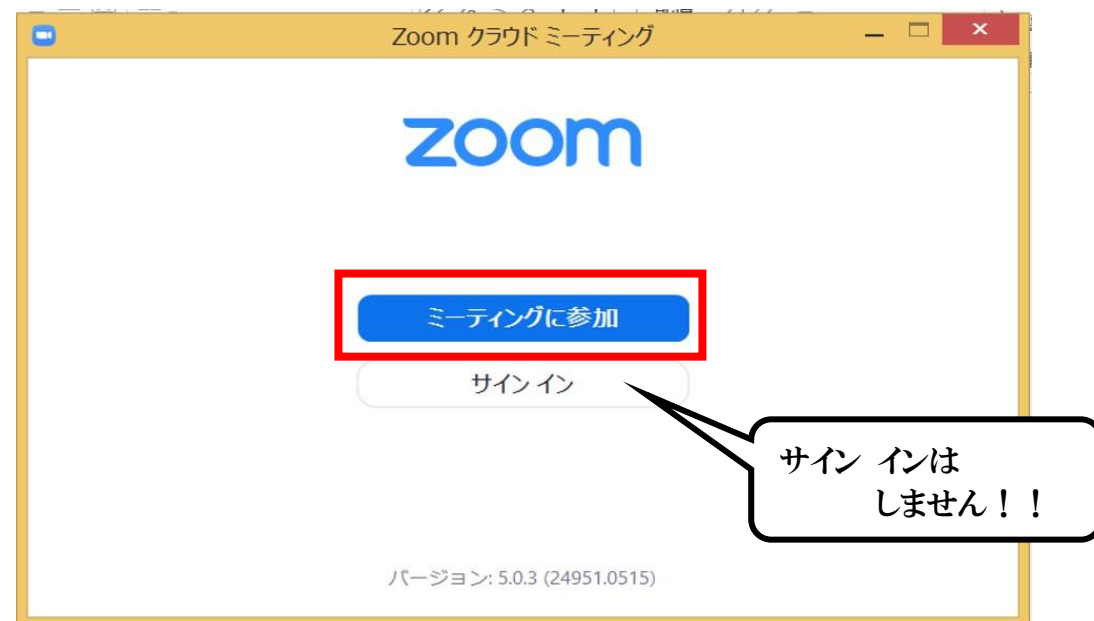 Zoom クラウド ミーティング
zoom
ミーティングに参加
サイン イン
サイン インは
しません！！
バージョン: 5.0.3 (24951.0515)